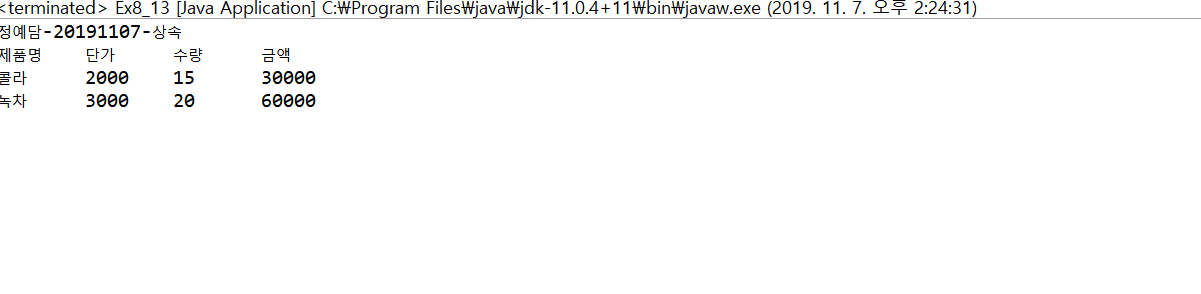 <terminated> Ex8_13 [Java Application] C:₩Program Files₩java₩jdk-11.0.4+11₩bin₩javaw.exe (2019. 11. 7. 오후 2:24:31)
정예담-20191107-상속
제품명 단가 수량 금액
콜라 2000 15 30000
녹차 3000 20 60000